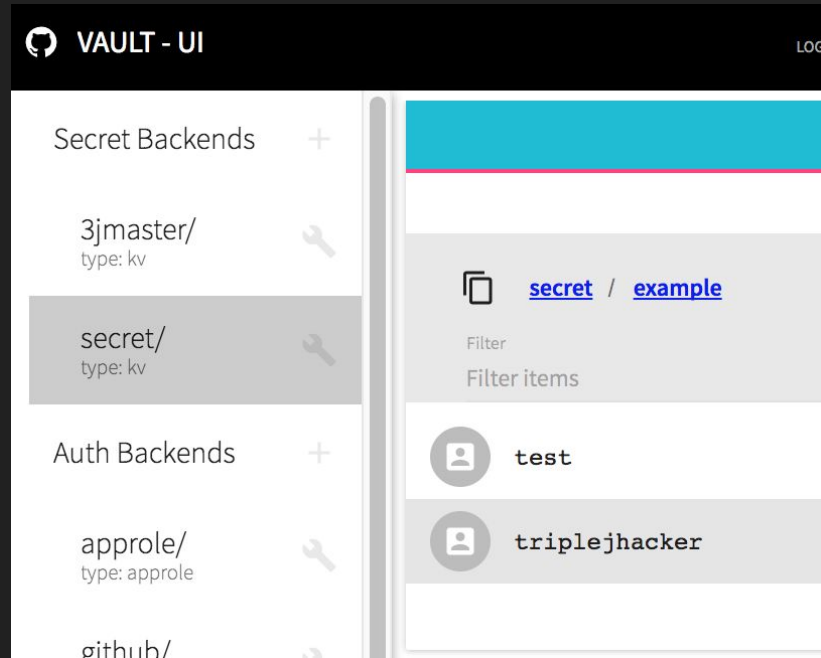 VAULT - UI
LOG
Secret Backends
3jmaster/
type: kv
secret/
type: kv
Auth Backends
approle/
type: approle
github/
secret / example
Filter
Filter items
test
triplejhacker